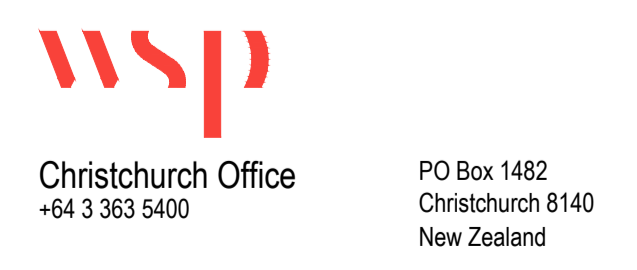 wsp
Christchurch Office
+64 3 363 5400
PO Box 1482
Christchurch 8140
New Zealand